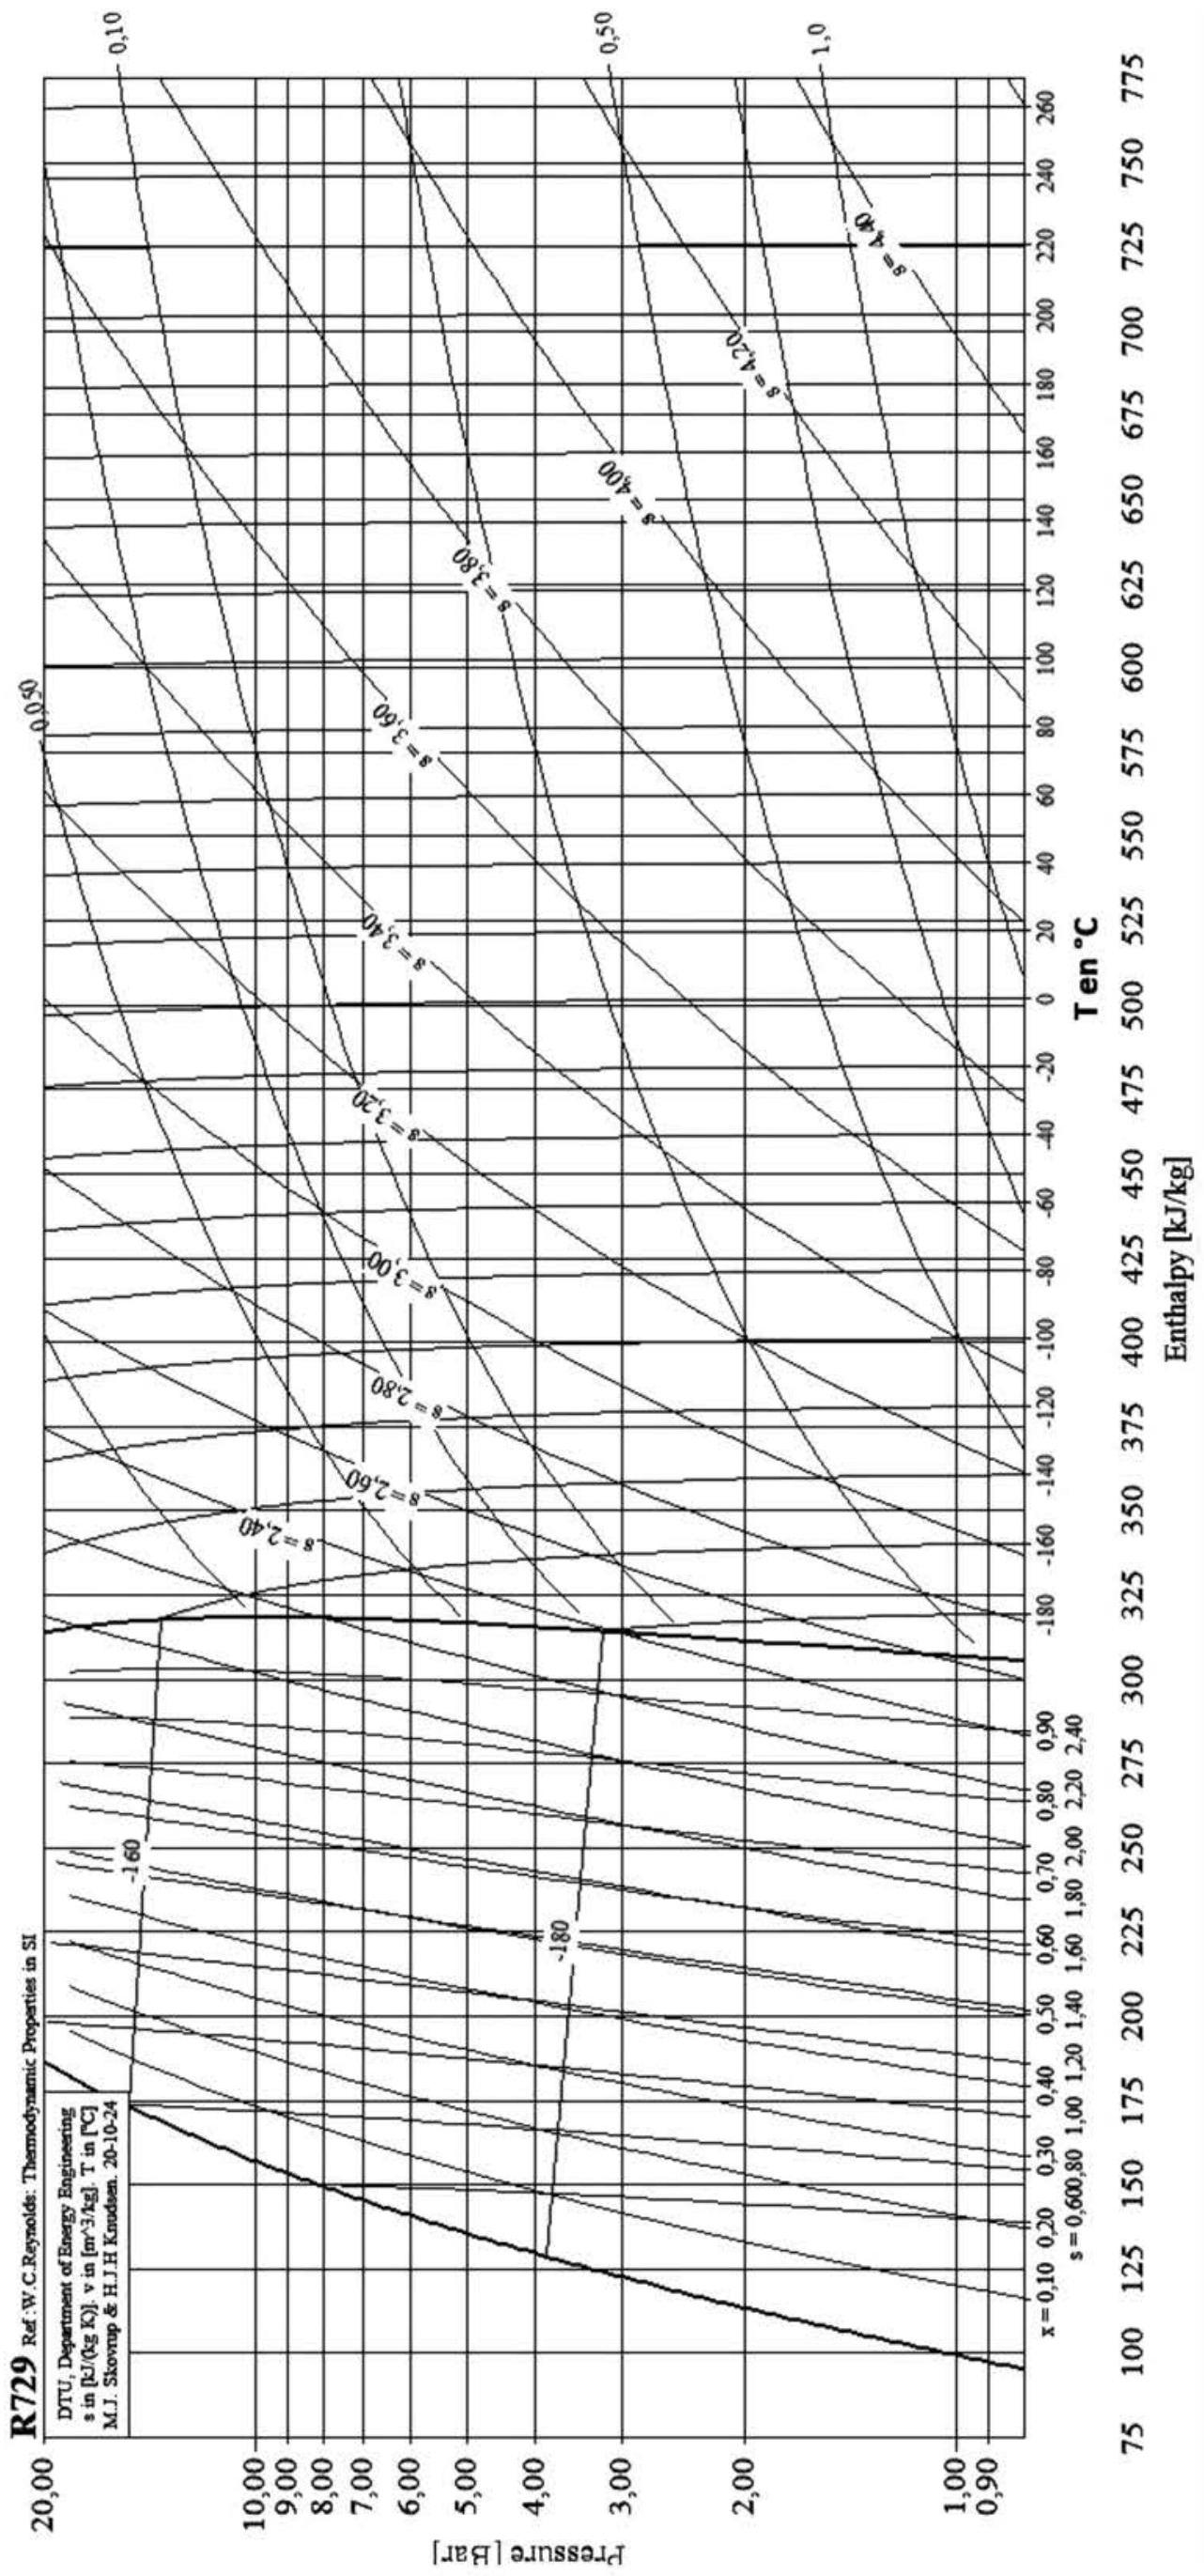 R729 Ref :W.C.Reynolds: Thermodynamic Properties in SI
DTU, Department of Energy Engineering
s in [kJ/(kg K)]. v in [m^3/kg]. T in [ºC]
M.J. Skovrup & H.J.H Knudsen. 20-10-24
Pressure [Bar]
20,00
10,00
9,00
8,00
7,00
6,00
5,00
4,00
3,00
2,00
1,00
0,90
-160
-180
s = 2,40
s = 2,60
s = 2,80
s = 3,00
s = 3,20
s = 3,40
s = 3,60
s = 3,80
s = 4,00
s = 4,20
s = 4,40
0,050
0,10
0,50
1,0
x = 0,10 0,20 0,30 0,40 0,50 0,60 0,70 0,80 0,90
-180 -160 -140 -120 -100 -80 -60 -40 -20 0 20 40 60 80 100 120 140 160 180 200 220 240 260
s = 0,600,80 1,00 1,20 1,40 1,60 1,80 2,00 2,20 2,40
T en °C
75 100 125 150 175 200 225 250 275 300 325 350 375 400 425 450 475 500 525 550 575 600 625 650 675 700 725 750 775
Enthalpy [kJ/kg]